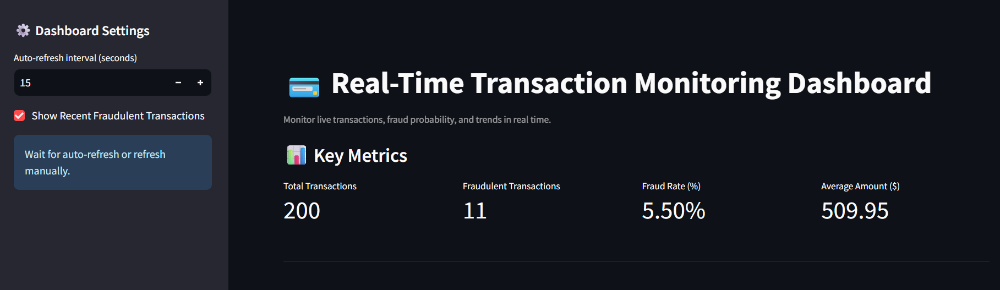 Dashboard Settings
Auto-refresh interval (seconds)
15
Show Recent Fraudulent Transactions
Wait for auto-refresh or refresh
manually.
Real-Time Transaction Monitoring Dashboard
Monitor live transactions, fraud probability, and trends in real time.
Key Metrics
Total Transactions
200
Fraudulent Transactions
11
Fraud Rate (%)
5.50%
Average Amount ($)
509.95